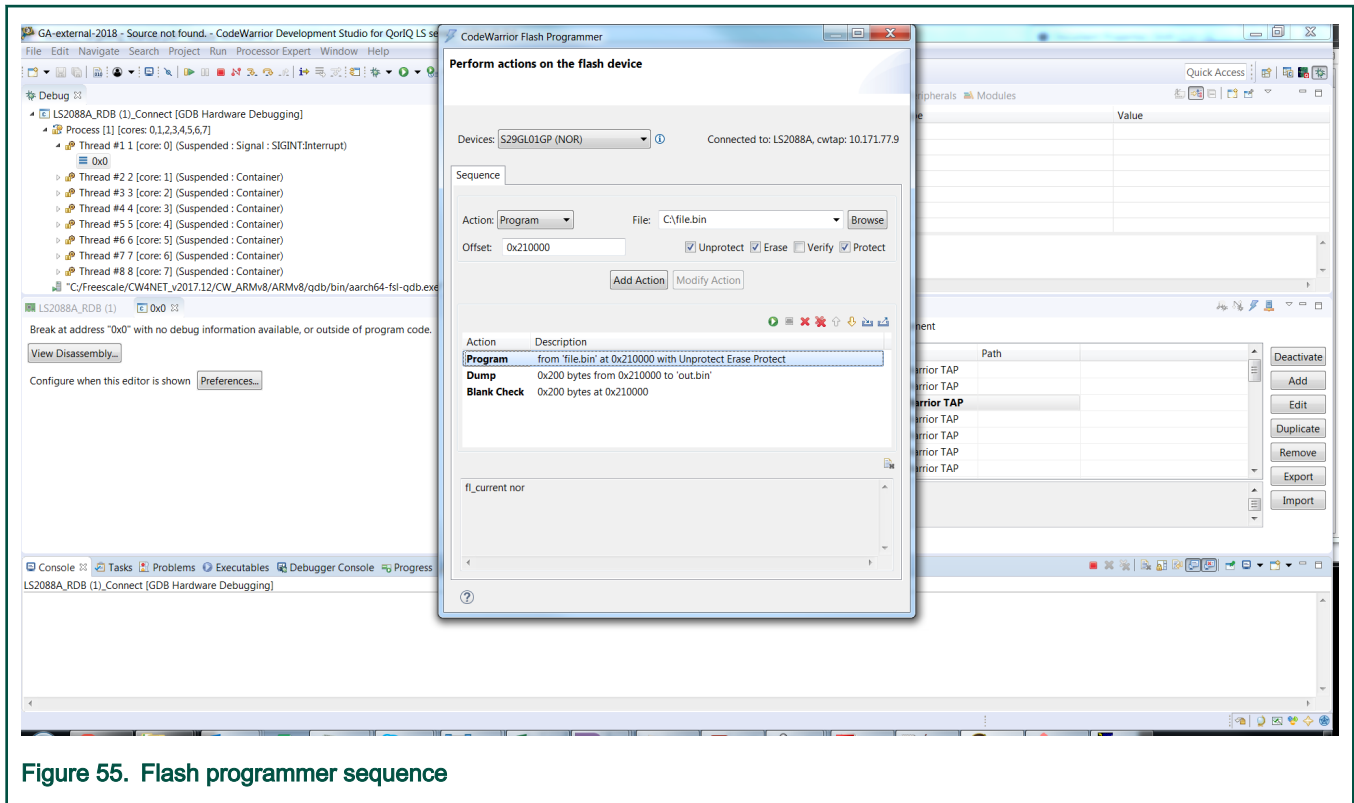 GA-external-2018 - Source not found. - CodeWarrior Development Studio for QorIQ LS se
File Edit Navigate Search Project Run Processor Expert Window Help
Quick Access
Debug
LS2088A_RDB (1)_Connect [GDB Hardware Debugging]
Process [1] [cores: 0,1,2,3,4,5,6,7]
Thread #1 1 [core: 0] (Suspended : Signal : SIGINT:Interrupt)
0x0
Thread #2 2 [core: 1] (Suspended : Container)
Thread #3 3 [core: 2] (Suspended : Container)
Thread #4 4 [core: 3] (Suspended : Container)
Thread #5 5 [core: 4] (Suspended : Container)
Thread #6 6 [core: 5] (Suspended : Container)
Thread #7 7 [core: 6] (Suspended : Container)
Thread #8 8 [core: 7] (Suspended : Container)
"C:/Freescale/CW4NET_v2017.12/CW_ARMv8/ARMv8/gdb/bin/aarch64-fsl-gdb.exe
LS2088A_RDB (1) 0x0
Break at address "0x0" with no debug information available, or outside of program code.
View Disassembly...
Configure when this editor is shown Preferences...
CodeWarrior Flash Programmer
Perform actions on the flash device
Devices: S29GL01GP (NOR) Connected to: LS2088A, cwtap: 10.171.77.9
Sequence
Action: Program File: C:\file.bin Browse
Offset: 0x210000 Unprotect Erase Verify Protect
Add Action Modify Action
Action Description
Program from 'file.bin' at 0x210000 with Unprotect Erase Protect
Dump 0x200 bytes from 0x210000 to 'out.bin'
Blank Check 0x200 bytes at 0x210000
fl_current nor
ripherals Modules
e Value
nent
Path
arrior TAP
arrior TAP
arrior TAP
arrior TAP
arrior TAP
arrior TAP
arrior TAP
Deactivate
Add
Edit
Duplicate
Remove
Export
Import
Console Tasks Problems Executables Debugger Console Progress
LS2088A_RDB (1)_Connect [GDB Hardware Debugging]
Figure 55. Flash programmer sequence